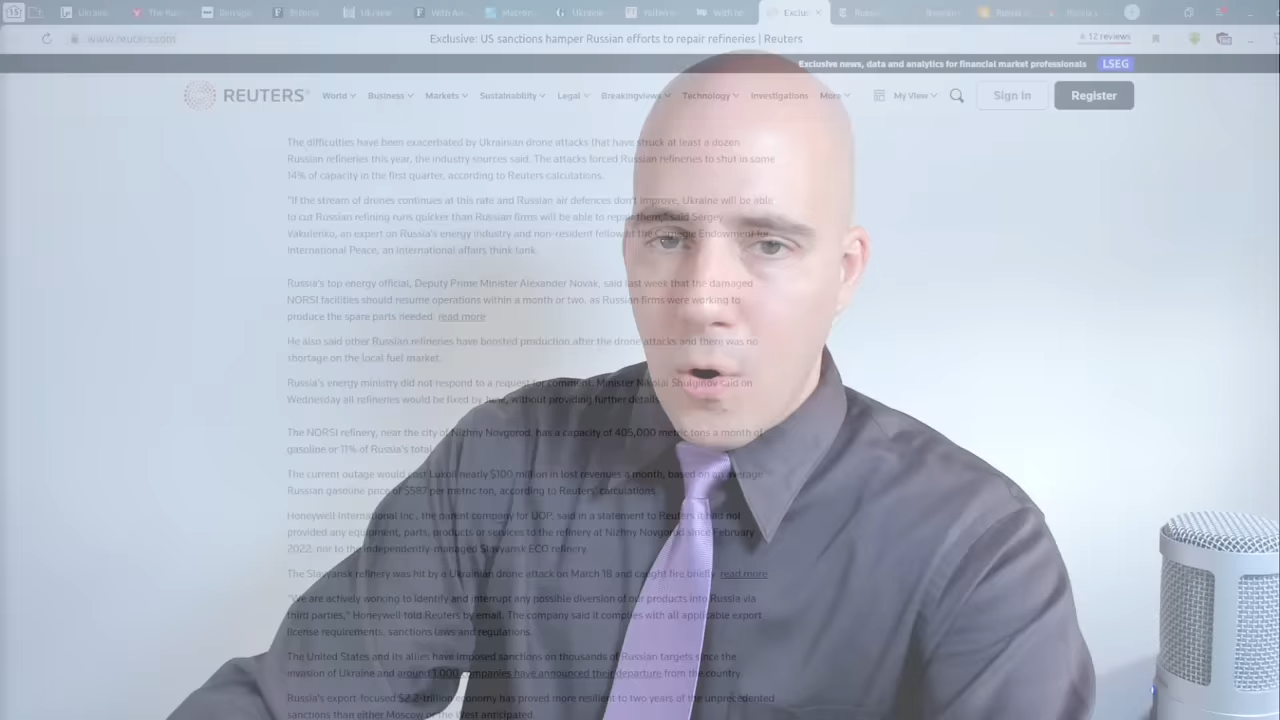 Ukrain
The Rus
Ukraine
With An
Ukraine
With Te
Exclus
Russia
www.reuters.com
Exclusive: US sanctions hamper Russian efforts to repair refineries | Reuters
12 reviews
Exclusive news, data and analytics for financial market professionals
LSEG
REUTERS
World
Business
Markets
Sustainability
Legal
Breakingviews
Technology
Investigations
More
My View
Sign In
Register
The difficulties have been exacerbated by Ukrainian drone attacks that have struck at least a dozen
Russian refineries this year, the industry sources said. The attacks forced Russian refineries to shut in some
14% of capacity in the first quarter, according to Reuters calculations.
"If the stream of drones continues at this rate and Russian air defences don't improve, Ukraine will be able
to cut Russian refining runs quicker than Russian firms will be able to repair them," said Sergey
Vakulenko, an expert on Russia's energy industry and non-resident fellow at the Carnegie Endowment for
International Peace, an international affairs think tank.
Russia's top energy official, Deputy Prime Minister Alexander Novak, said last week that the damaged
NORSI facilities should resume operations within a month or two, as Russian firms were working to
produce the spare parts needed. read more
He also said other Russian refineries have boosted production after the drone attacks and there was no
shortage on the local fuel market.
Russia's energy ministry did not respond to a request for comment. Minister Nikolai Shulginov said on
Wednesday all refineries would be fixed by June, without providing further details.
The NORSI refinery, near the city of Nizhny Novgorod, has a capacity of 405,000 metric tons a month of
gasoline or 11% of Russia's total.
The current outage would cost Lukoil nearly $100 million in lost revenues a month, based on an average
Russian gasoline price of $587 per metric ton, according to Reuters' calculations.
Honeywell International Inc., the parent company for UOP, said in a statement to Reuters it had not
provided any equipment, parts, products or services to the refinery at Nizhny Novgorod since February
2022, nor to the independently-managed Slavyansk ECO refinery.
The Slavyansk refinery was hit by a Ukrainian drone attack on March 18 and caught fire briefly. read more
"We are actively working to identify and interrupt any possible diversion of our products into Russia via
third parties," Honeywell told Reuters by email. The company said it complies with all applicable export
license requirements, sanctions laws and regulations.
The United States and its allies have imposed sanctions on thousands of Russian targets since the
invasion of Ukraine and around 1,000 companies have announced their departure from the country.
Russia's export-focused $2.2-trillion economy has proved more resilient to two years of the unprecedented
sanctions than either Moscow or the West anticipated.